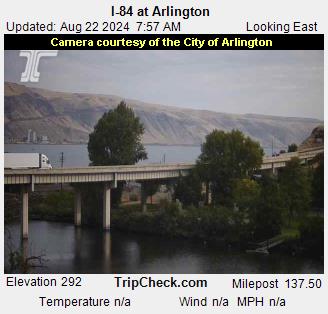 I-84 at Arlington
Updated: Aug 22 2024 7:57 AM Looking East
Camera courtesy of the City of Arlington
Elevation 292 TripCheck.com Milepost 137.50
Temperature n/a Wind n/a MPH n/a